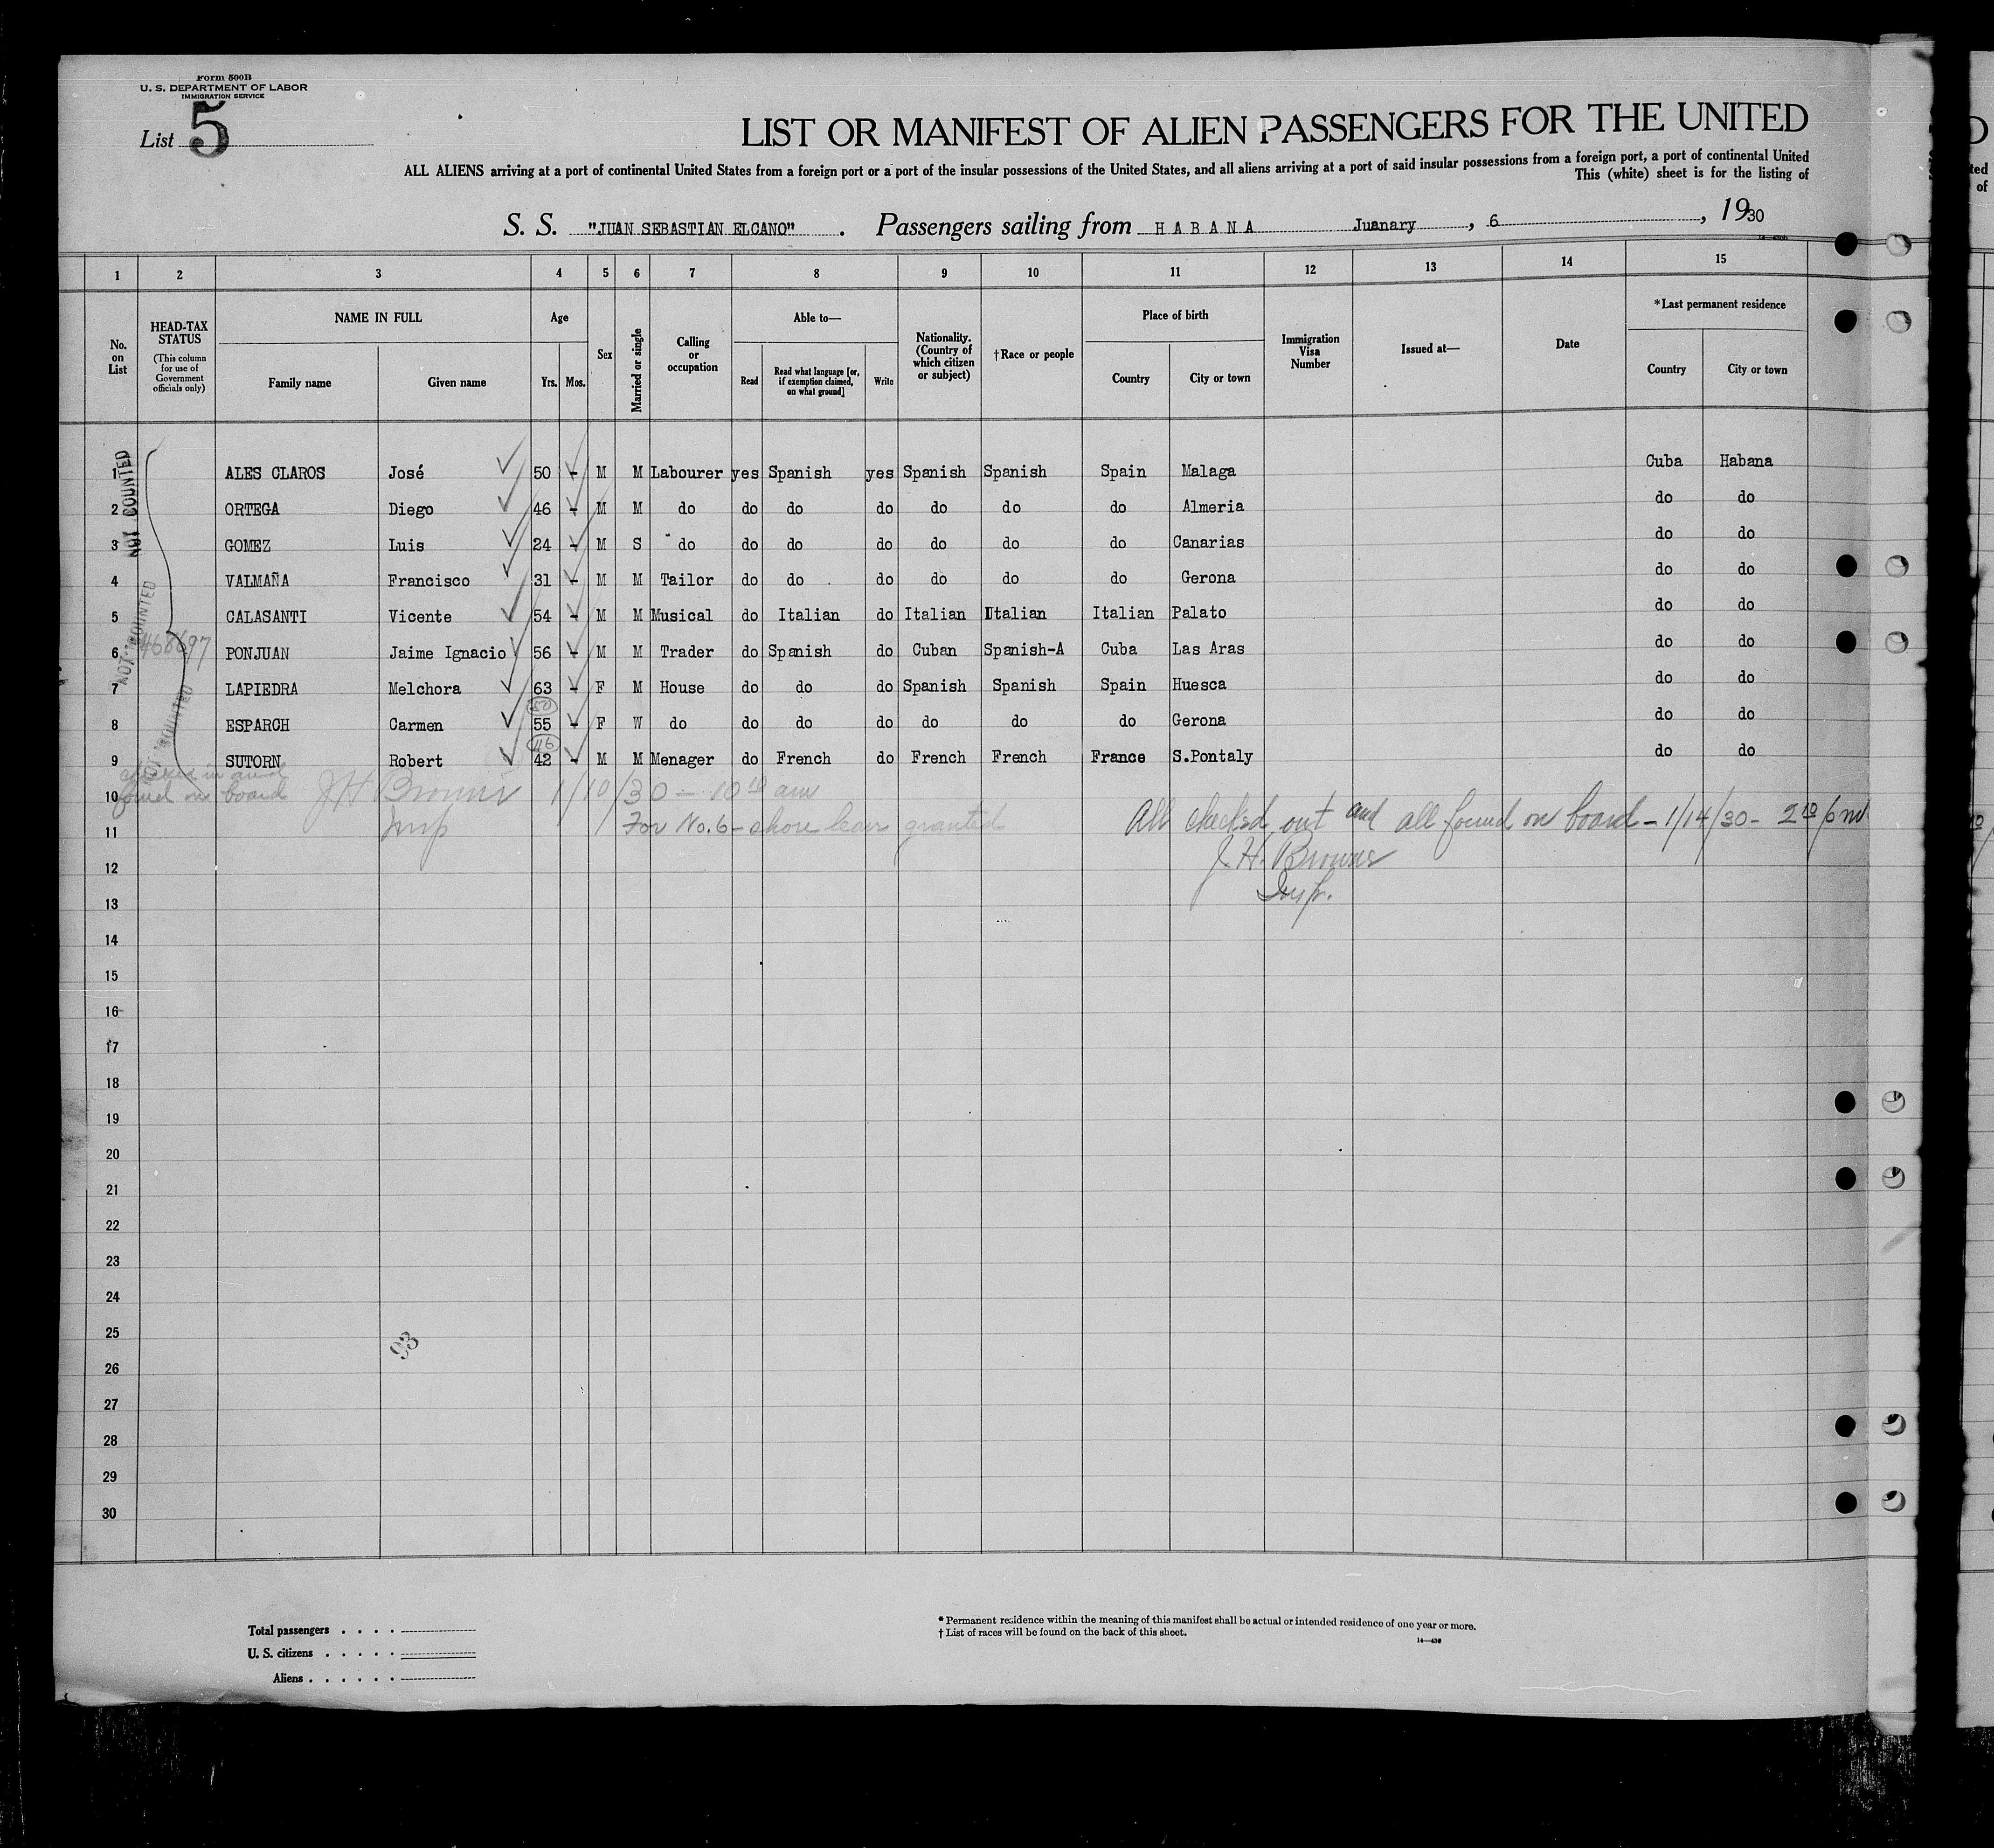 Form 500B
U. S. DEPARTMENT OF LABOR
IMMIGRATION SERVICE
List 5
LIST OR MANIFEST OF ALIEN PASSENGERS FOR THE UNITED
ALL ALIENS arriving at a port of continental United States from a foreign port or a port of the insular possessions of the United States, and all aliens arriving at a port of said insular possessions from a foreign port, a port of continental United
This (white) sheet is for the listing of
S. S. "JUAN SEBASTIAN ELCANO". Passengers sailing from HABANA Juanary, 6, 1930
1 2 3 4 5 6 7 8 9 10 11 12 13 14 15
No. on List
HEAD-TAX STATUS
(This column for use of Government officials only)
NAME IN FULL
Family name Given name
Age
Yrs. Mos.
Sex
Married or single
Calling or occupation
Able to—
Read
Read what language [or, if exemption claimed, on what ground]
Write
Nationality. (Country of which citizen or subject)
†Race or people
Place of birth
Country City or town
Immigration Visa Number
Issued at—
Date
*Last permanent residence
Country City or town
NOT COUNTED
NOT COUNTED
468697
1 ALES CLAROS José 50 - M M Labourer yes Spanish yes Spanish Spanish Spain Malaga Cuba Habana
2 ORTEGA Diego 46 - M M do do do do do do do Almeria do do
3 GOMEZ Luis 24 - M S do do do do do do do Canarias do do
4 VALMAÑA Francisco 31 - M M Tailor do do do do do do Gerona do do
5 CALASANTI Vicente 54 - M M Musical do Italian do Italian Italian Italian Palato do do
6 PONJUAN Jaime Ignacio 56 - M M Trader do Spanish do Cuban Spanish-A Cuba Las Aras do do
7 LAPIEDRA Melchora 63 - F M House do do do Spanish Spanish Spain Huesca do do
50
8 ESPARCH Carmen 55 - F W do do do do do do do Gerona do do
46
9 SUTORN Robert 42 - M M Menager do French do French French France S.Pontaly do do
checked in and
found on board J H Browne 1/10/30 - 10 10 am
Insp For No. 6 - shore leave granted
All checked out and all found on board - 1/14/30 - 2 10 pm
J. H. Browne
Insp.
10
11
12
13
14
15
16
17
18
19
20
21
22
23
24
25
26
27
28
29
30
93
Total passengers . . . .
U. S. citizens . . . . .
Aliens . . . . . .
* Permanent residence within the meaning of this manifest shall be actual or intended residence of one year or more.
† List of races will be found on the back of this sheet.